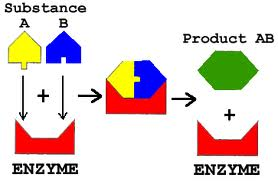 Substance
A B
Product AB
+
+
ENZYME
ENZYME